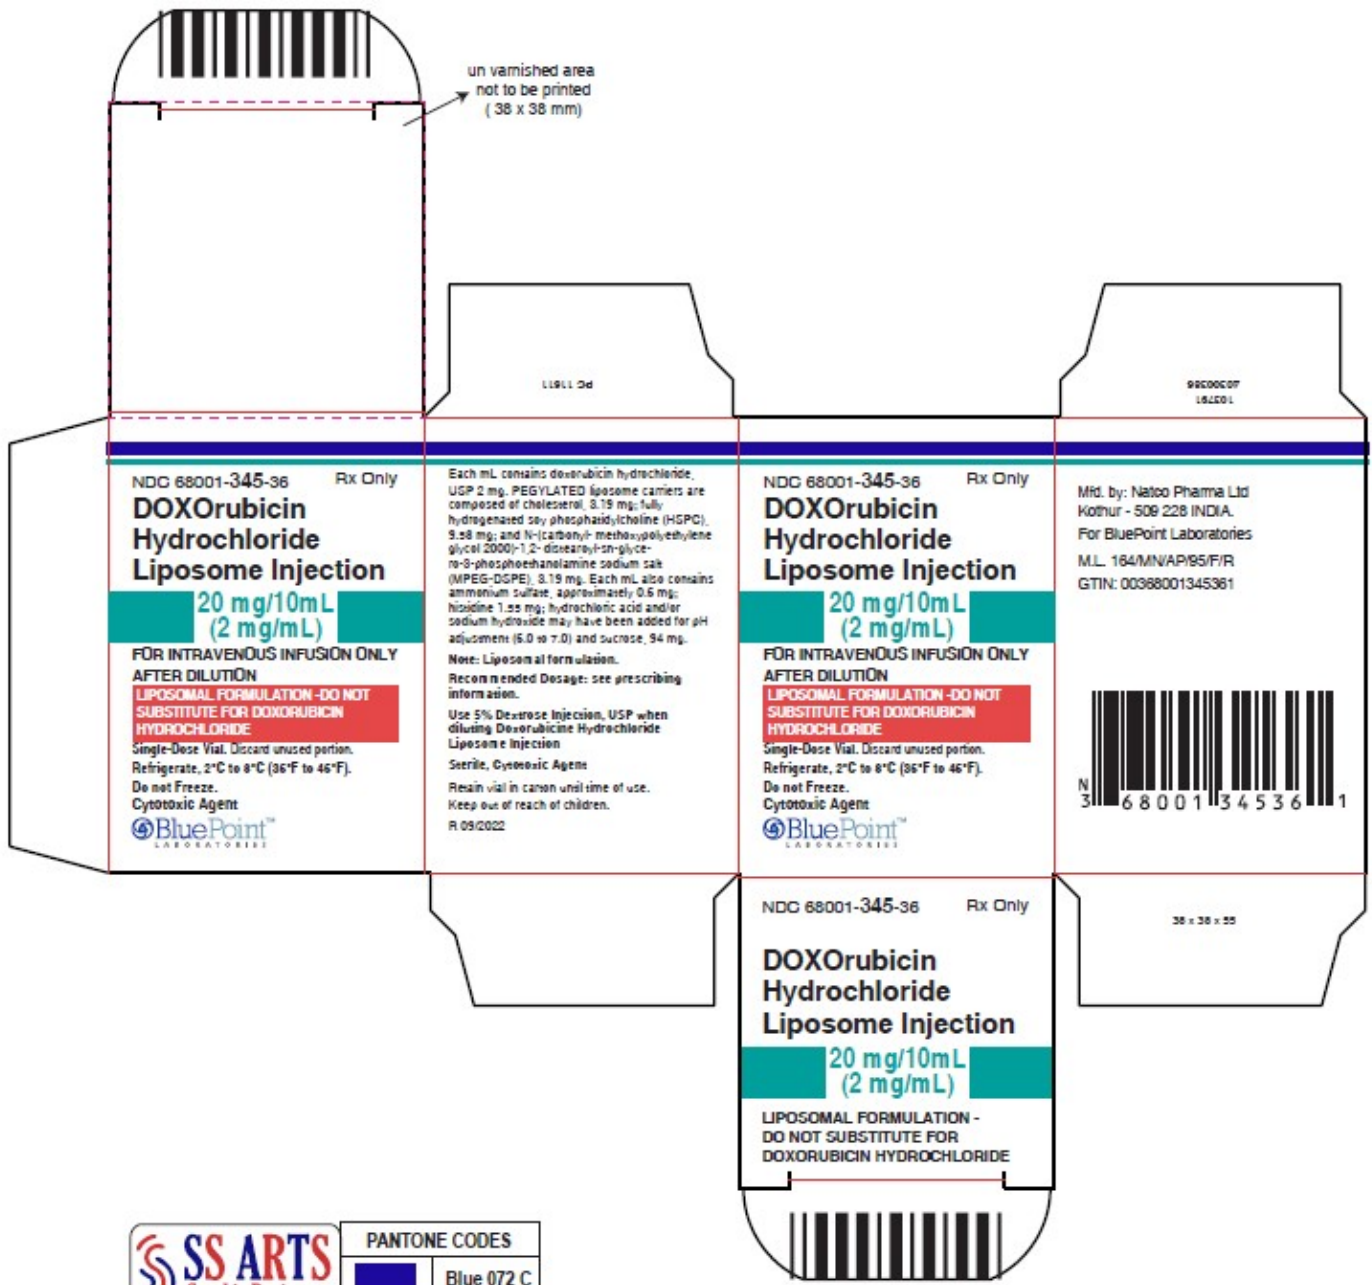 un varnished area
not to be printed
( 38 x 38 mm)
PC 11611
40300386
103791
NDC 68001-345-36 Rx Only
DOXOrubicin
Hydrochloride
Liposome Injection
20 mg/10mL
(2 mg/mL)
FOR INTRAVENOUS INFUSION ONLY
AFTER DILUTION
LIPOSOMAL FORMULATION -DO NOT
SUBSTITUTE FOR DOXORUBICIN
HYDROCHLORIDE
Single-Dose Vial. Discard unused portion.
Refrigerate, 2°C to 8°C (36°F to 46°F).
Do not Freeze.
Cytotoxic Agent
BluePoint™
LABORATORIES
Each mL contains doxorubicin hydrochloride,
USP 2 mg. PEGYLATED liposome carriers are
composed of cholesterol, 3.19 mg; fully
hydrogenated soy phosphatidylcholine (HSPC),
9.58 mg; and N-(carbonyl- methoxypolyethylene
glycol 2000)-1,2- distearoyl-sn-glyce-
ro-3-phosphoethanolamine sodium salt
(MPEG-DSPE), 3.19 mg. Each mL also contains
ammonium sulfate, approximately 0.6 mg;
histidine 1.55 mg; hydrochloric acid and/or
sodium hydroxide may have been added for pH
adjustment (6.0 to 7.0) and sucrose, 94 mg.
Note: Liposomal formulation.
Recommended Dosage: see prescribing
information.
Use 5% Dextrose Injection, USP when
diluting Doxorubicine Hydrochloride
Liposome Injection
Sterile, Cytotoxic Agent
Retain vial in carton until time of use.
Keep out of reach of children.
R 09/2022
NDC 68001-345-36 Rx Only
DOXOrubicin
Hydrochloride
Liposome Injection
20 mg/10mL
(2 mg/mL)
FOR INTRAVENOUS INFUSION ONLY
AFTER DILUTION
LIPOSOMAL FORMULATION -DO NOT
SUBSTITUTE FOR DOXORUBICIN
HYDROCHLORIDE
Single-Dose Vial. Discard unused portion.
Refrigerate, 2°C to 8°C (36°F to 46°F).
Do not Freeze.
Cytotoxic Agent
BluePoint™
LABORATORIES
Mfd. by: Natco Pharma Ltd
Kothur - 509 228 INDIA.
For BluePoint Laboratories
M.L. 164/MN/AP/95/F/R
GTIN: 00368001345361
N
3 68001 34536 1
NDC 68001-345-36 Rx Only
DOXOrubicin
Hydrochloride
Liposome Injection
20 mg/10mL
(2 mg/mL)
LIPOSOMAL FORMULATION -
DO NOT SUBSTITUTE FOR
DOXORUBICIN HYDROCHLORIDE
38 x 38 x 55
SS ARTS
PANTONE CODES
Blue 072 C